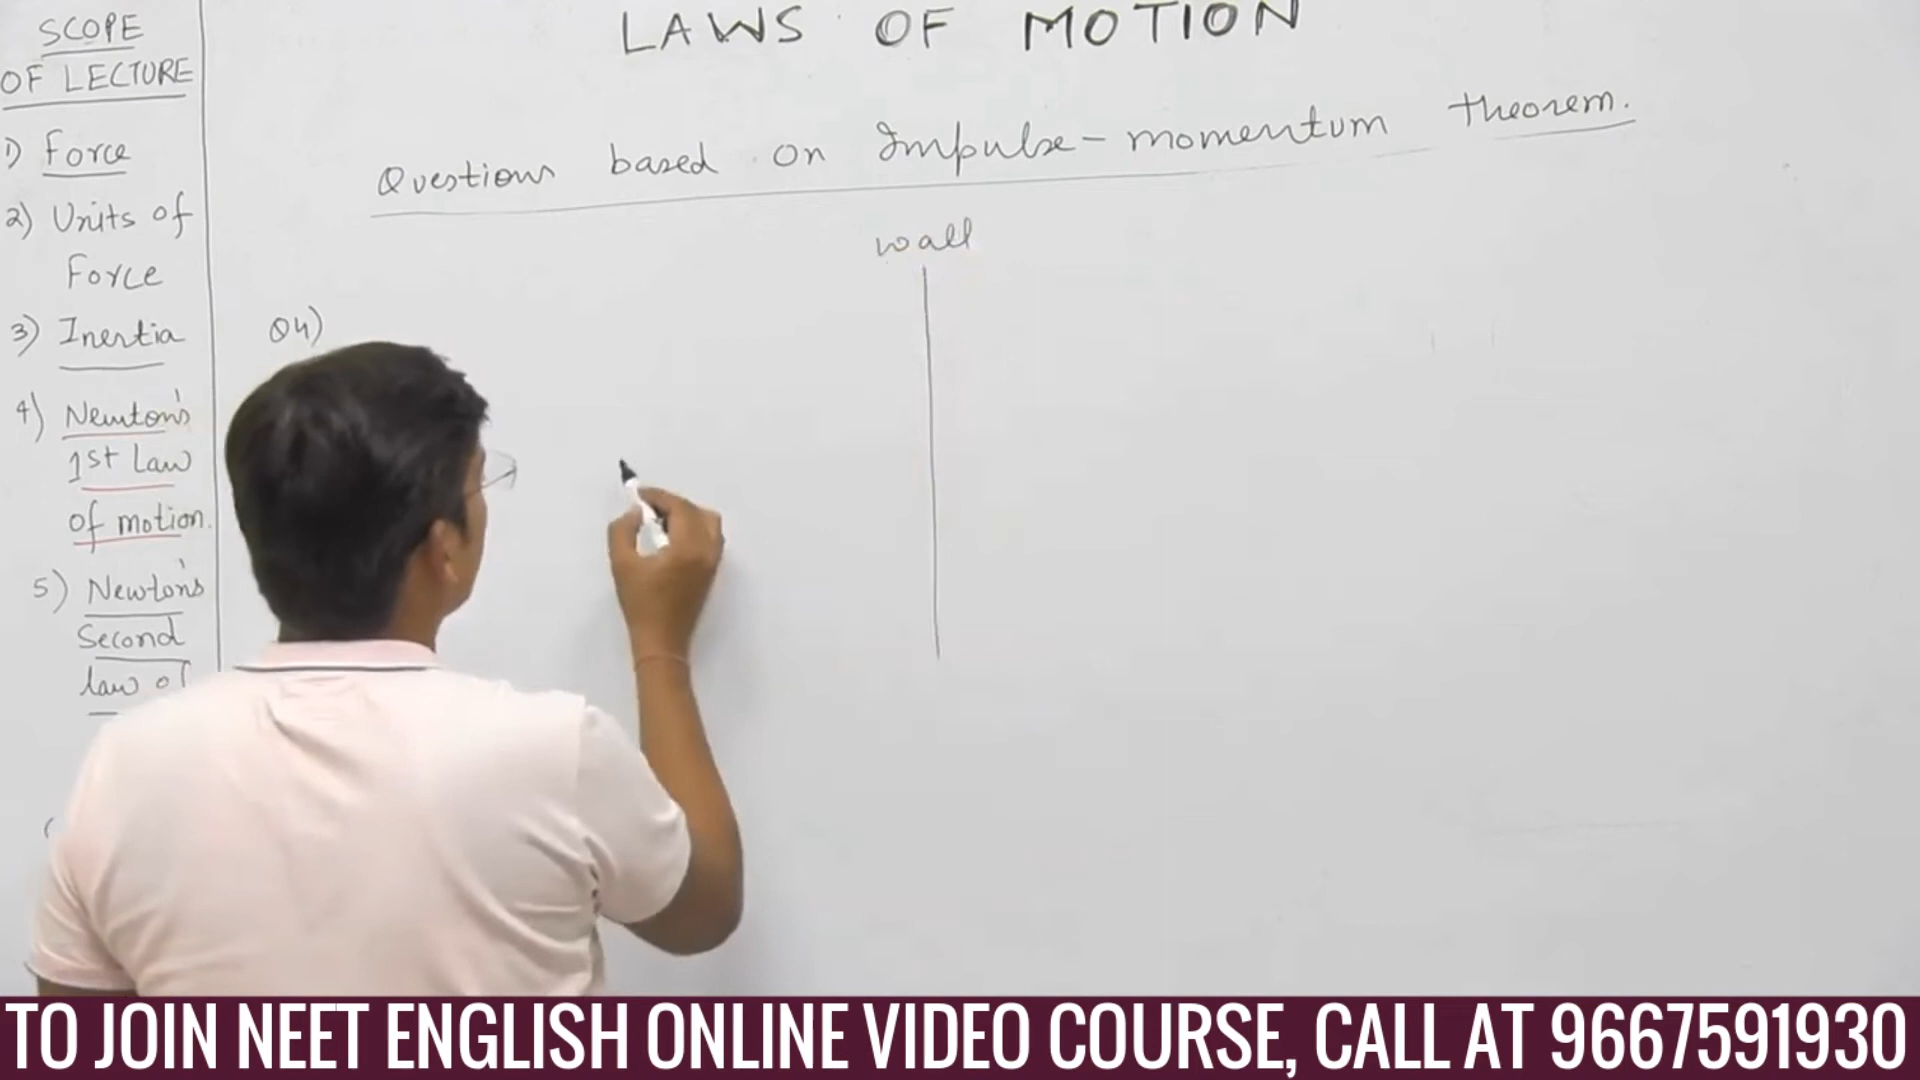 SCOPE
OF LECTURE
1) Force
2) Units of
Force
3) Inertia
4) Newton's
1st Law
of motion.
5) Newton's
Second
law of
LAWS OF MOTION
Questions based on Impulse-momentum theorem.
wall
Q4)
TO JOIN NEET ENGLISH ONLINE VIDEO COURSE, CALL AT 9667591930